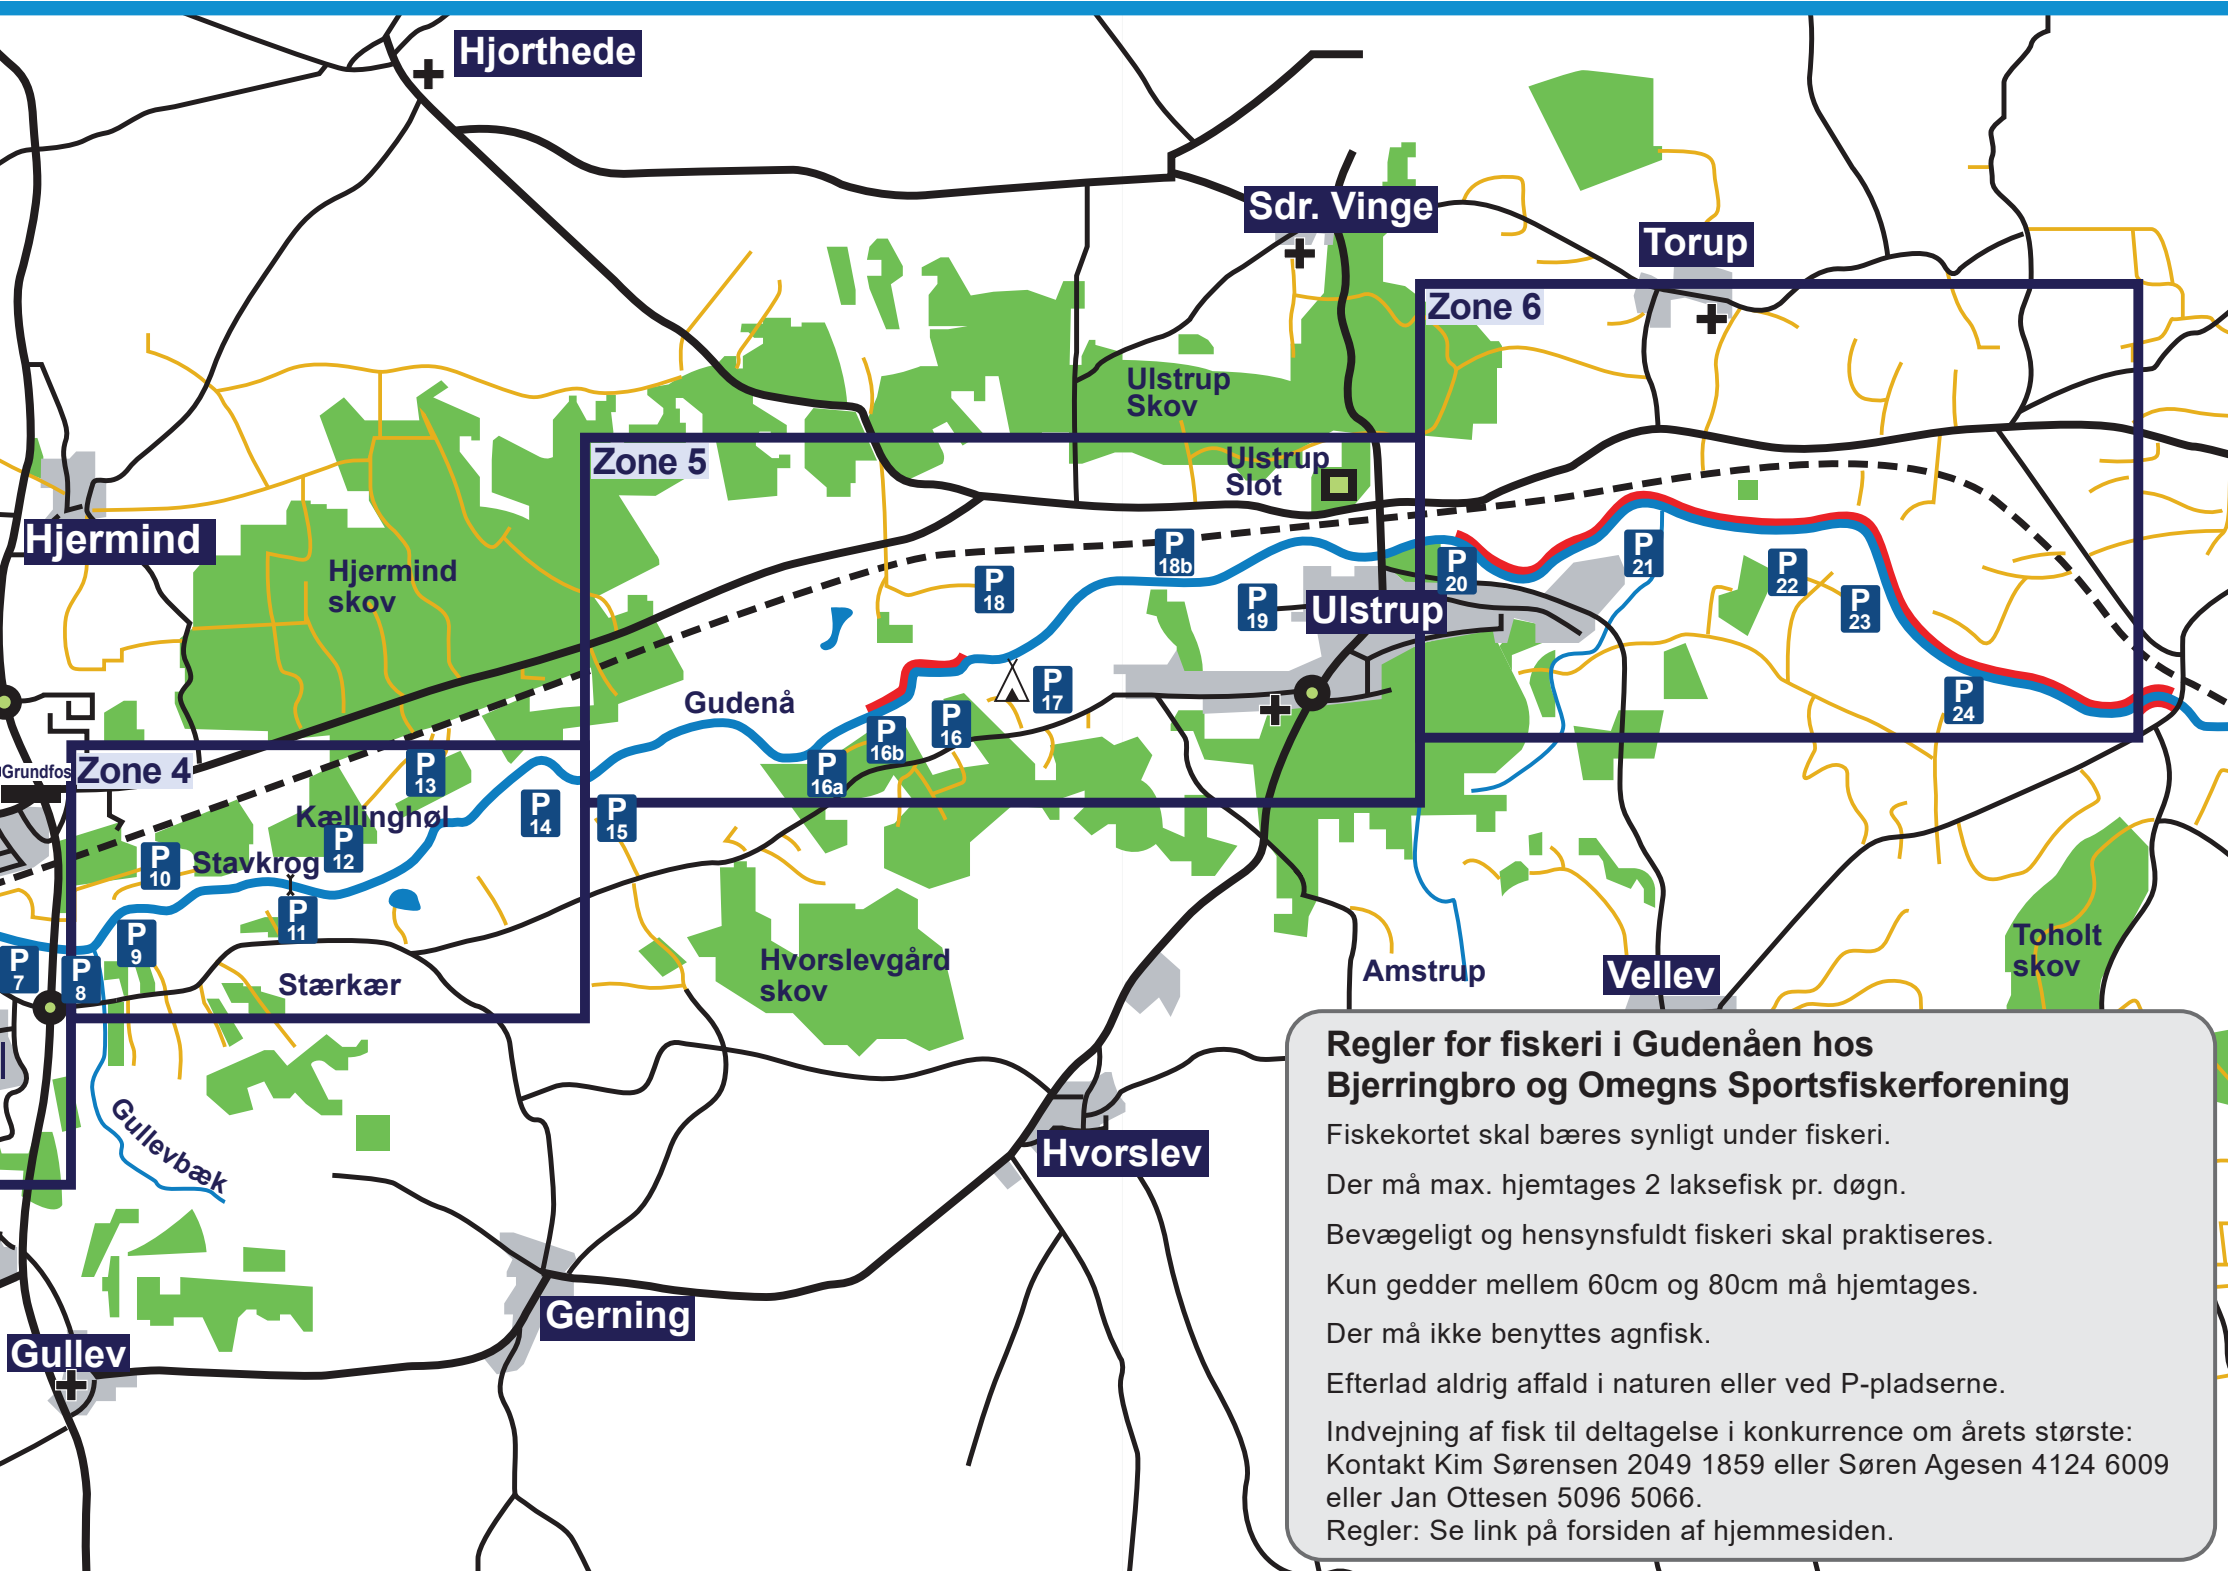 Hjorthede
Sdr. Vinge
Torup
Zone 6
Ulstrup
Skov
Zone 5
Ulstrup
Slot
Hjermind
Hjermind
skov
P
18b
P
20
P
21
P
22
P
18
P
19
Ulstrup
P
23
Gudenå
P
17
P
24
P
16
P
16b
P
16a
Grundfos
Zone 4
P
13
Kællinghøl
P
14
P
15
P
12
Stavkrog
P
10
P
11
P
9
P
7
P
8
Stærkær
Hvorslevgård
skov
Amstrup
Vellev
Toholt
skov
Gullevbæk
Hvorslev
Gerning
Gullev
Regler for fiskeri i Gudenåen hos
Bjerringbro og Omegns Sportsfiskerforening
Fiskekortet skal bæres synligt under fiskeri.
Der må max. hjemtages 2 laksefisk pr. døgn.
Bevægeligt og hensynsfuldt fiskeri skal praktiseres.
Kun gedder mellem 60cm og 80cm må hjemtages.
Der må ikke benyttes agnfisk.
Efterlad aldrig affald i naturen eller ved P-pladserne.
Indvejning af fisk til deltagelse i konkurrence om årets største:
Kontakt Kim Sørensen 2049 1859 eller Søren Agesen 4124 6009
eller Jan Ottesen 5096 5066.
Regler: Se link på forsiden af hjemmesiden.